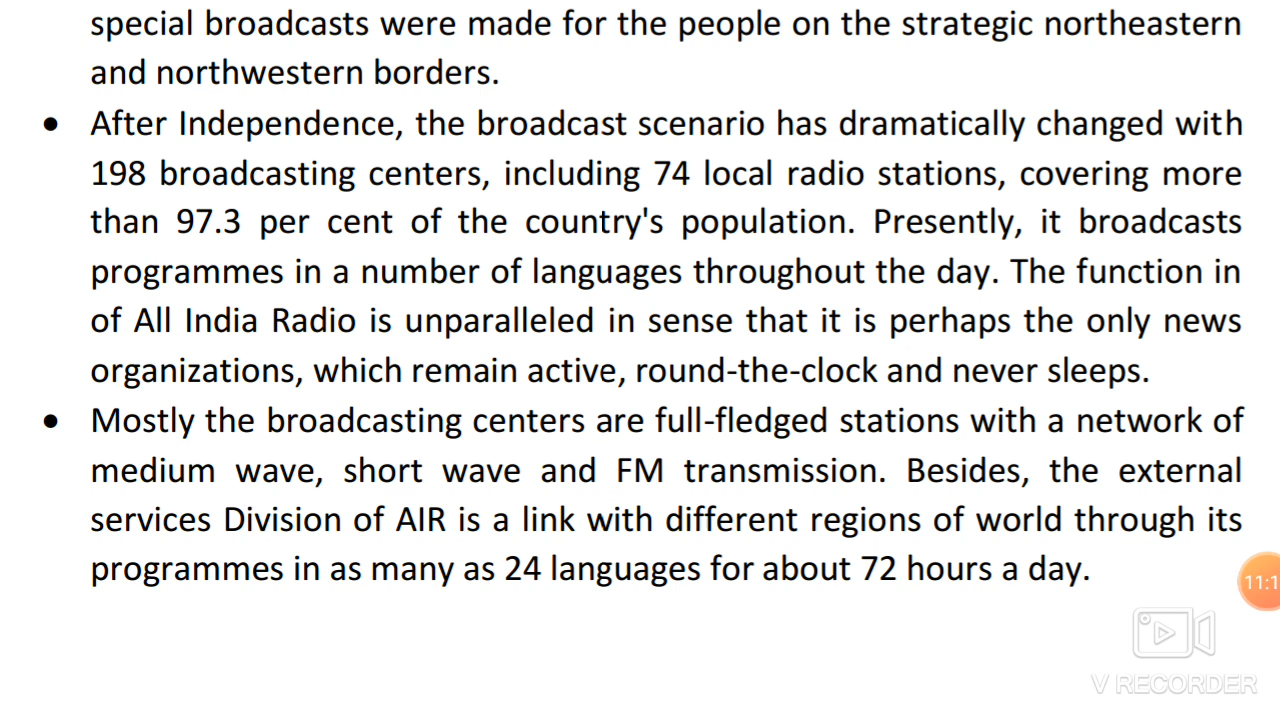 special broadcasts were made for the people on the strategic northeastern
and northwestern borders.
• After Independence, the broadcast scenario has dramatically changed with
198 broadcasting centers, including 74 local radio stations, covering more
than 97.3 per cent of the country's population. Presently, it broadcasts
programmes in a number of languages throughout the day. The function in
of All India Radio is unparalleled in sense that it is perhaps the only news
organizations, which remain active, round-the-clock and never sleeps.
• Mostly the broadcasting centers are full-fledged stations with a network of
medium wave, short wave and FM transmission. Besides, the external
services Division of AIR is a link with different regions of world through its
programmes in as many as 24 languages for about 72 hours a day.
11:1
V RECORDER